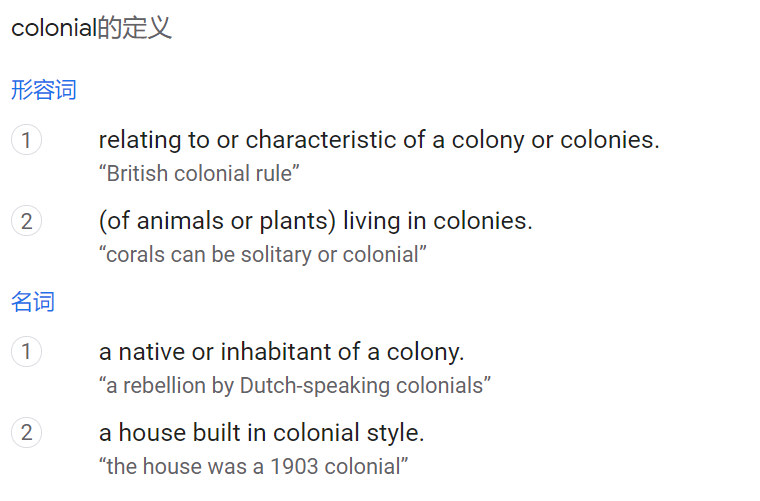 colonial的定义
形容词
1 relating to or characteristic of a colony or colonies.
“British colonial rule”
2 (of animals or plants) living in colonies.
“corals can be solitary or colonial”
名词
1 a native or inhabitant of a colony.
“a rebellion by Dutch-speaking colonials”
2 a house built in colonial style.
“the house was a 1903 colonial”